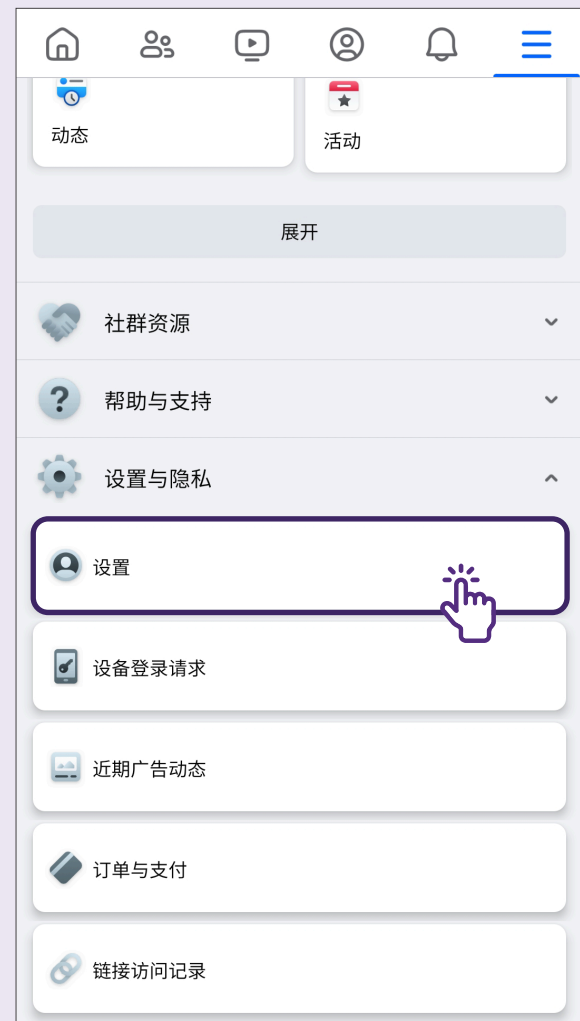 动态
活动
展开
社群资源
帮助与支持
设置与隐私
设置
设备登录请求
近期广告动态
订单与支付
链接访问记录